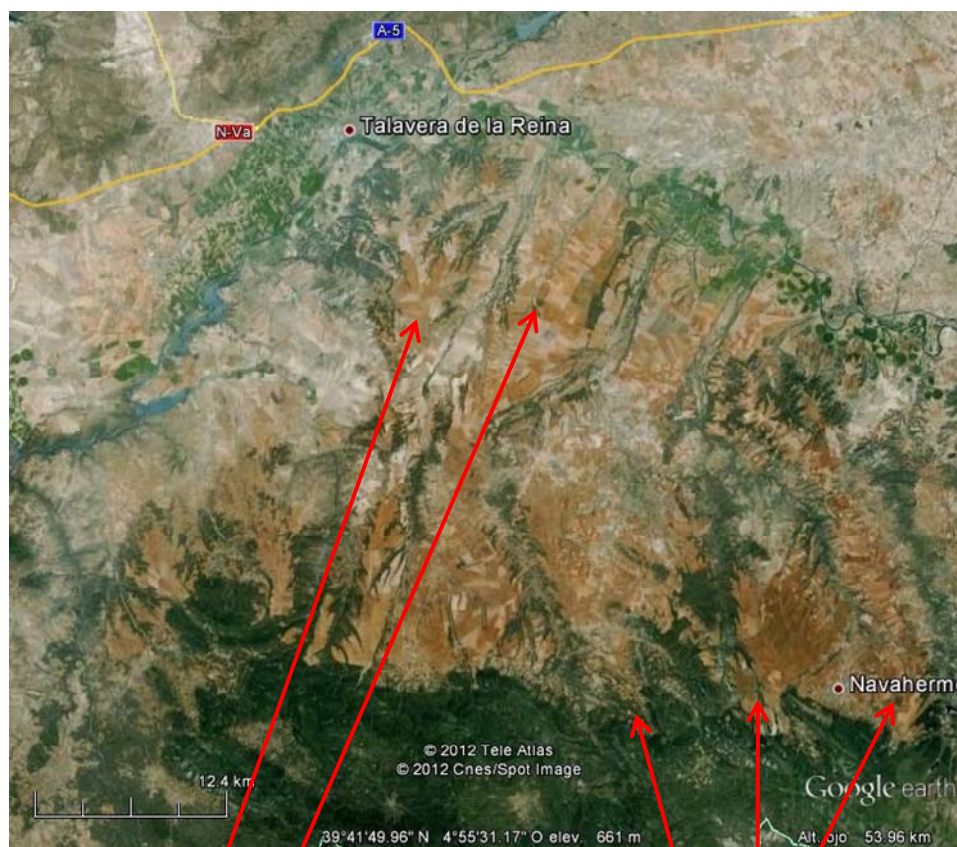 A-5
Talavera de la Reina
N-Va
Naverherm
© 2012 Tele Atlas
© 2012 Cnes/Spot Image
12.4 km
Google earth
39°41'49.96" N 4°55'31.17" O elev. 661 m
Alt. ojo 53.96 km